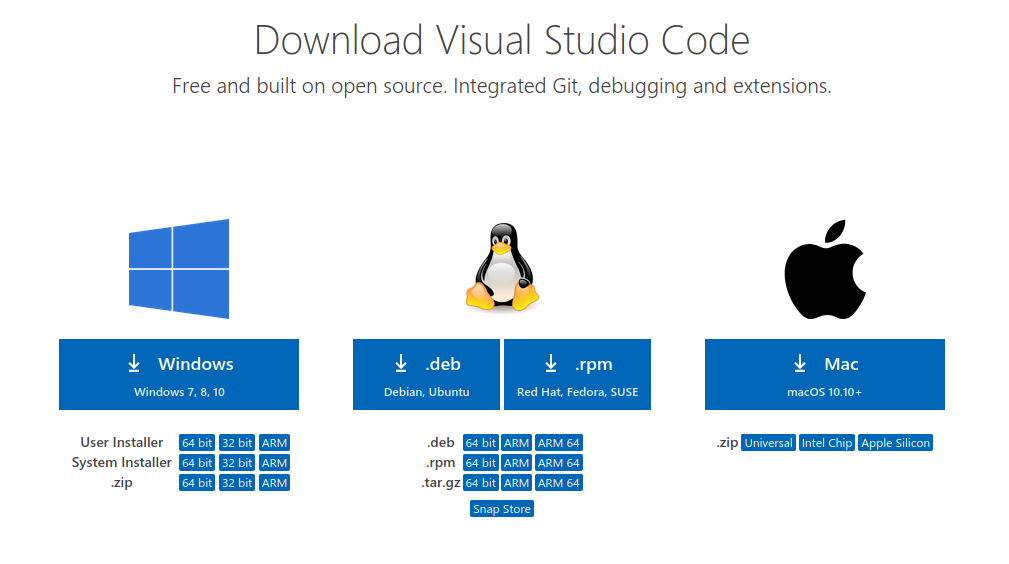 Download Visual Studio Code
Free and built on open source. Integrated Git, debugging and extensions.
Windows
Windows 7, 8, 10
User Installer 64 bit 32 bit ARM
System Installer 64 bit 32 bit ARM
.zip 64 bit 32 bit ARM
.deb
Debian, Ubuntu
.rpm
Red Hat, Fedora, SUSE
.deb 64 bit ARM ARM 64
.rpm 64 bit ARM ARM 64
.tar.gz 64 bit ARM ARM 64
Snap Store
Mac
macOS 10.10+
.zip Universal Intel Chip Apple Silicon